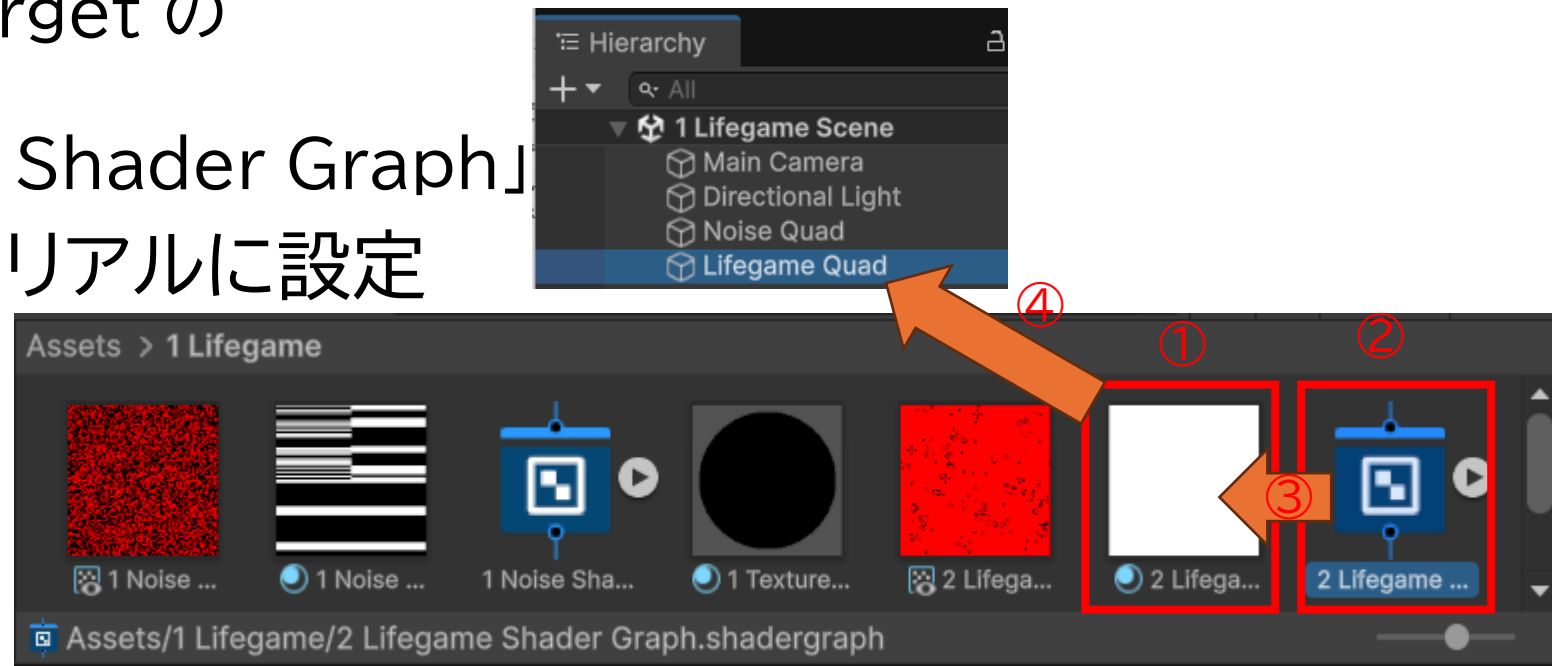 rget の
Shader Graph」
リアルに設定
Hierarchy
All
1 Lifegame Scene
Main Camera
Directional Light
Noise Quad
Lifegame Quad
④
①
②
③
Assets > 1 Lifegame
1 Noise ...
1 Noise ...
1 Noise Sha...
1 Texture...
2 Lifega...
2 Lifega...
2 Lifegame ...
Assets/1 Lifegame/2 Lifegame Shader Graph.shadergraph